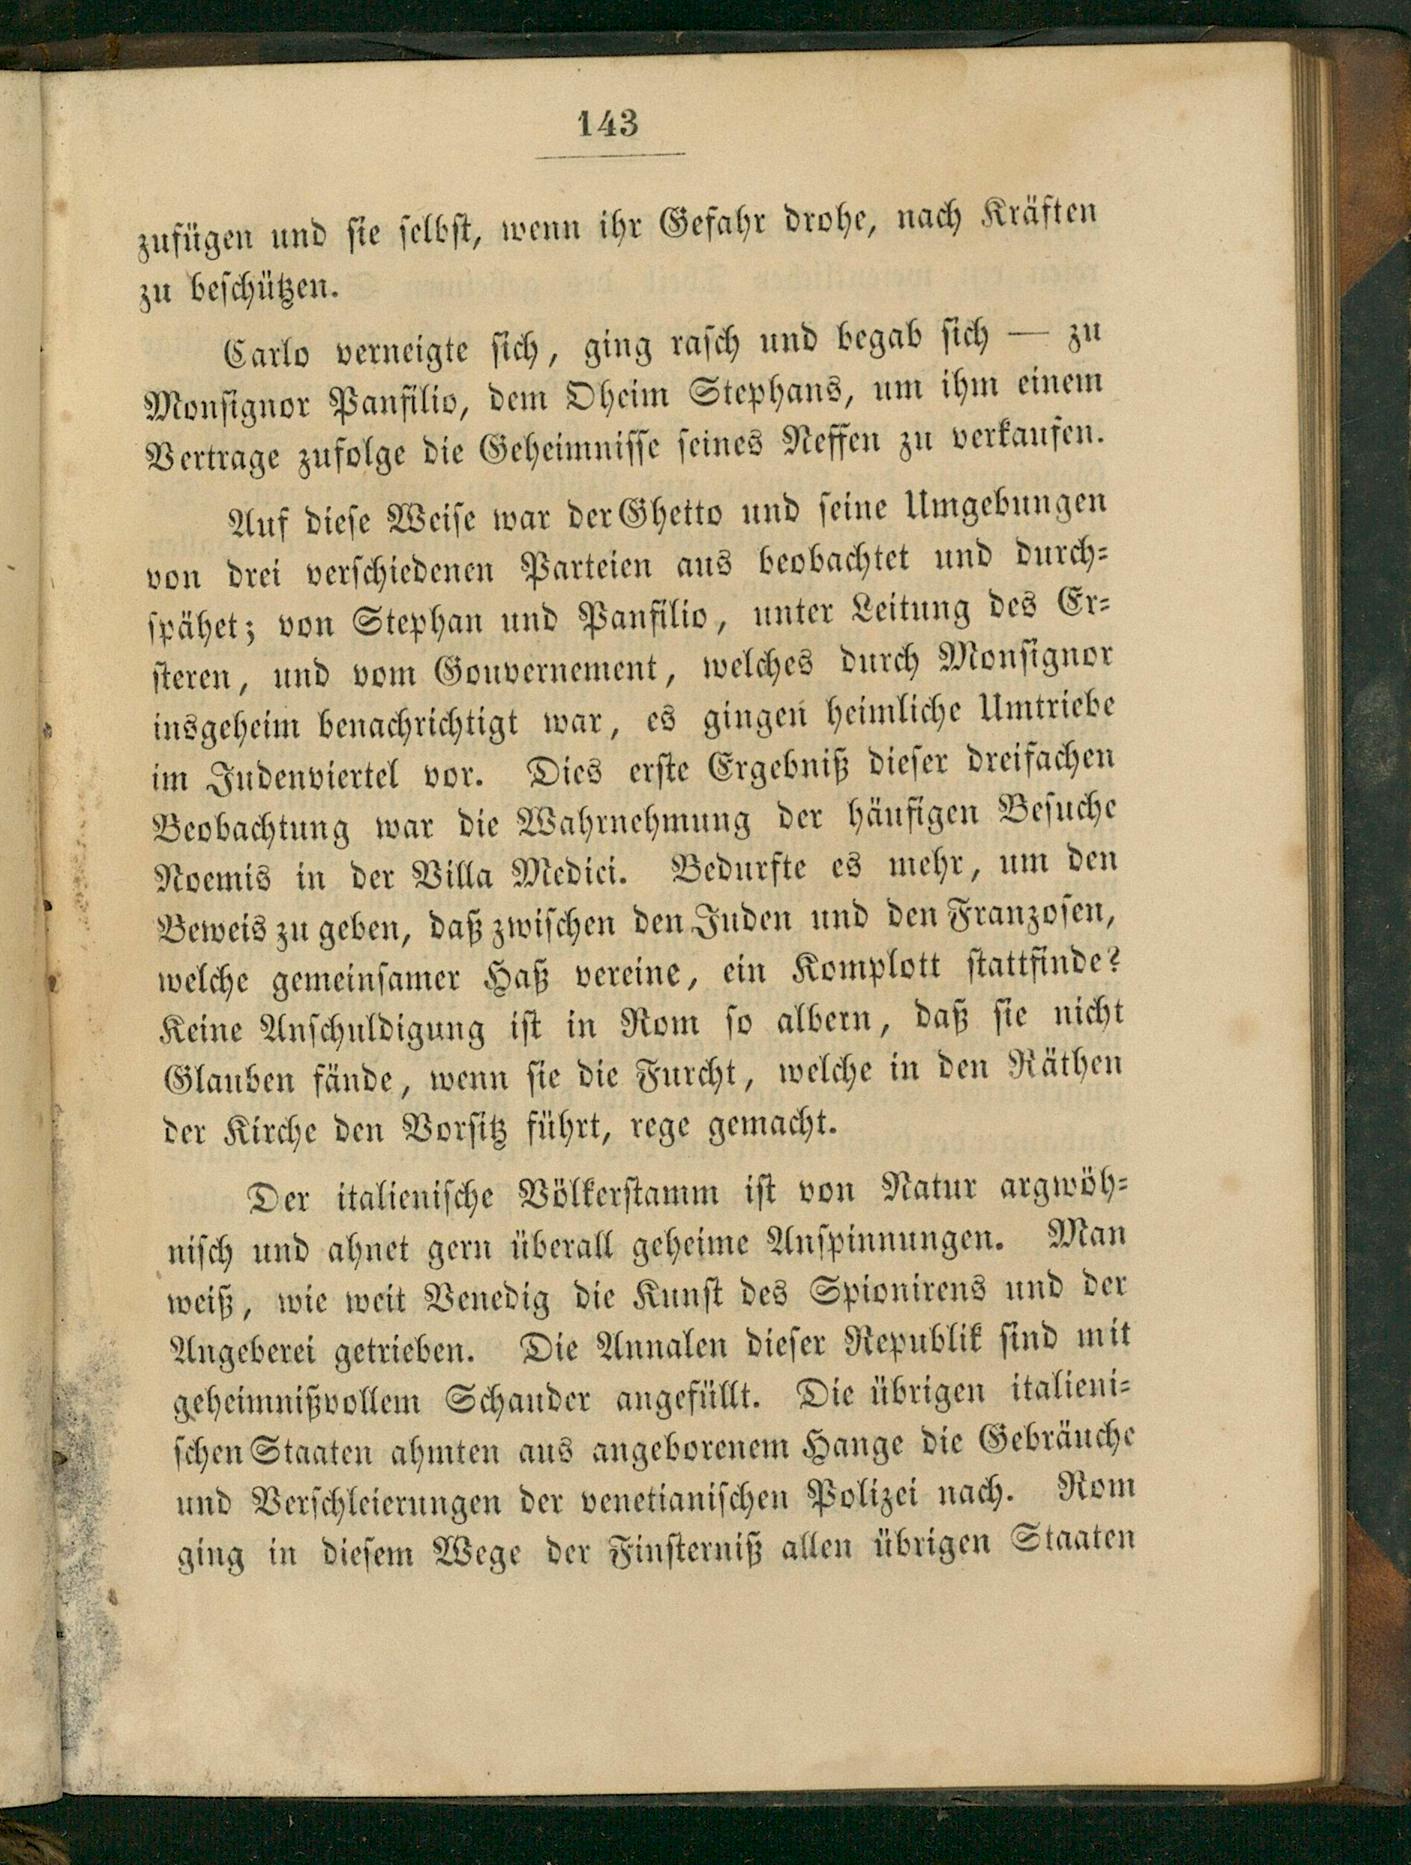 143
zufügen und sie selbst, wenn ihr Gefahr drohe, nach Kräften
zu beschützen.
Carlo verneigte sich, ging rasch und begab sich — zu
Monsignor Panfilio, dem Oheim Stephans, um ihm einem
Vertrage zufolge die Geheimnisse seines Neffen zu verkaufen.
Auf diese Weise war der Ghetto und seine Umgebungen
von drei verschiedenen Parteien aus beobachtet und durch-
spähet; von Stephan und Panfilio, unter Leitung des Er-
steren, und vom Gouvernement, welches durch Monsignor
insgeheim benachrichtigt war, es gingen heimliche Umtriebe
im Judenviertel vor. Dies erste Ergebniß dieser dreifachen
Beobachtung war die Wahrnehmung der häufigen Besuche
Noemis in der Villa Medici. Bedurfte es mehr, um den
Beweis zu geben, daß zwischen den Juden und den Franzosen,
welche gemeinsamer Haß vereine, ein Komplott stattfinde?
Keine Anschuldigung ist in Rom so albern, daß sie nicht
Glauben fände, wenn sie die Furcht, welche in den Räthen
der Kirche den Vorsitz führt, rege gemacht.
Der italienische Völkerstamm ist von Natur argwöh-
nisch und ahnet gern überall geheime Anspinnungen. Man
weiß, wie weit Venedig die Kunst des Spionirens und der
Angeberei getrieben. Die Annalen dieser Republik sind mit
geheimnißvollem Schauder angefüllt. Die übrigen italieni-
schen Staaten ahmten aus angeborenem Hange die Gebräuche
und Verschleierungen der venetianischen Polizei nach. Rom
ging in diesem Wege der Finsterniß allen übrigen Staaten